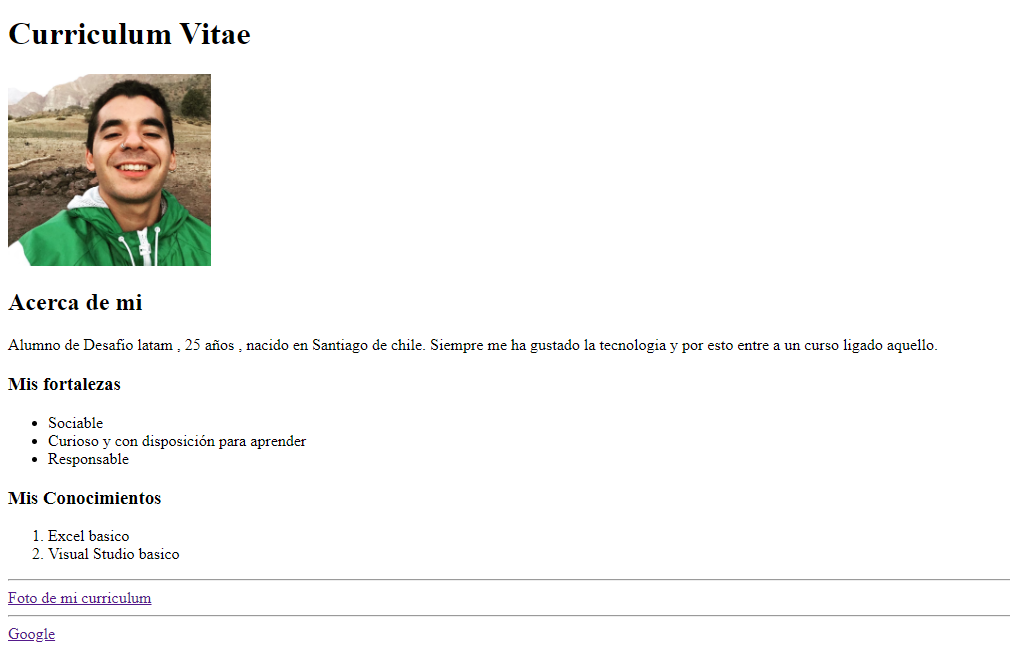 Curriculum Vitae
Acerca de mi
Alumno de Desafio latam , 25 años , nacido en Santiago de chile. Siempre me ha gustado la tecnologia y por esto entre a un curso ligado aquello.
Mis fortalezas
• Sociable
• Curioso y con disposición para aprender
• Responsable
Mis Conocimientos
1. Excel basico
2. Visual Studio basico
Foto de mi curriculum
Google